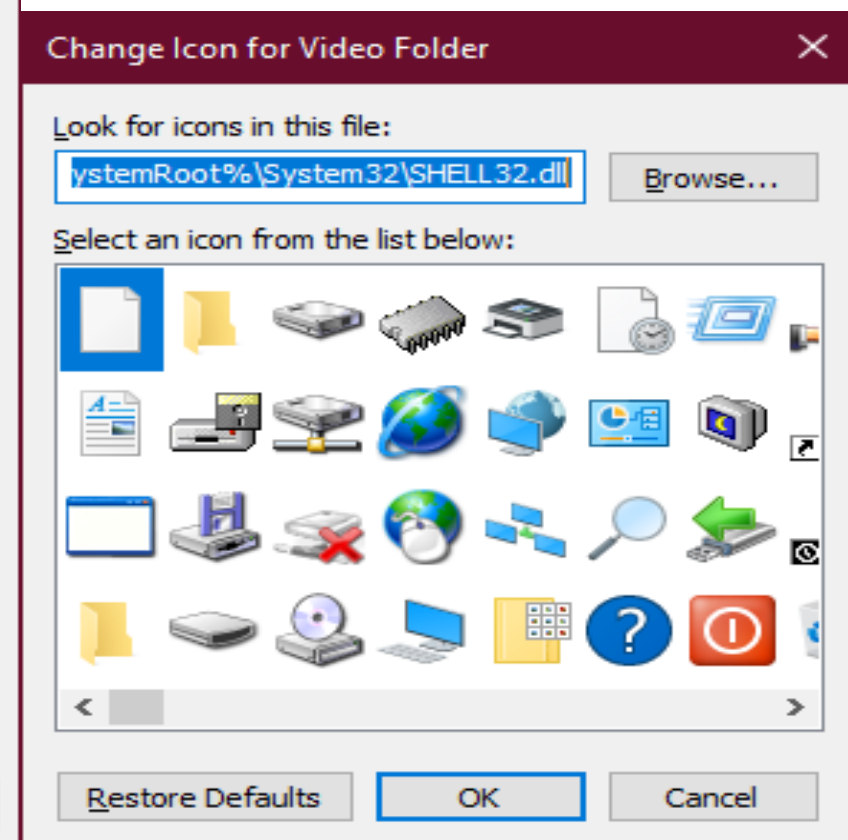 Change Icon for Video Folder
Look for icons in this file:
ystemRoot%\System32\SHELL32.dll
Browse...
Select an icon from the list below:
A
?
Restore Defaults
OK
Cancel